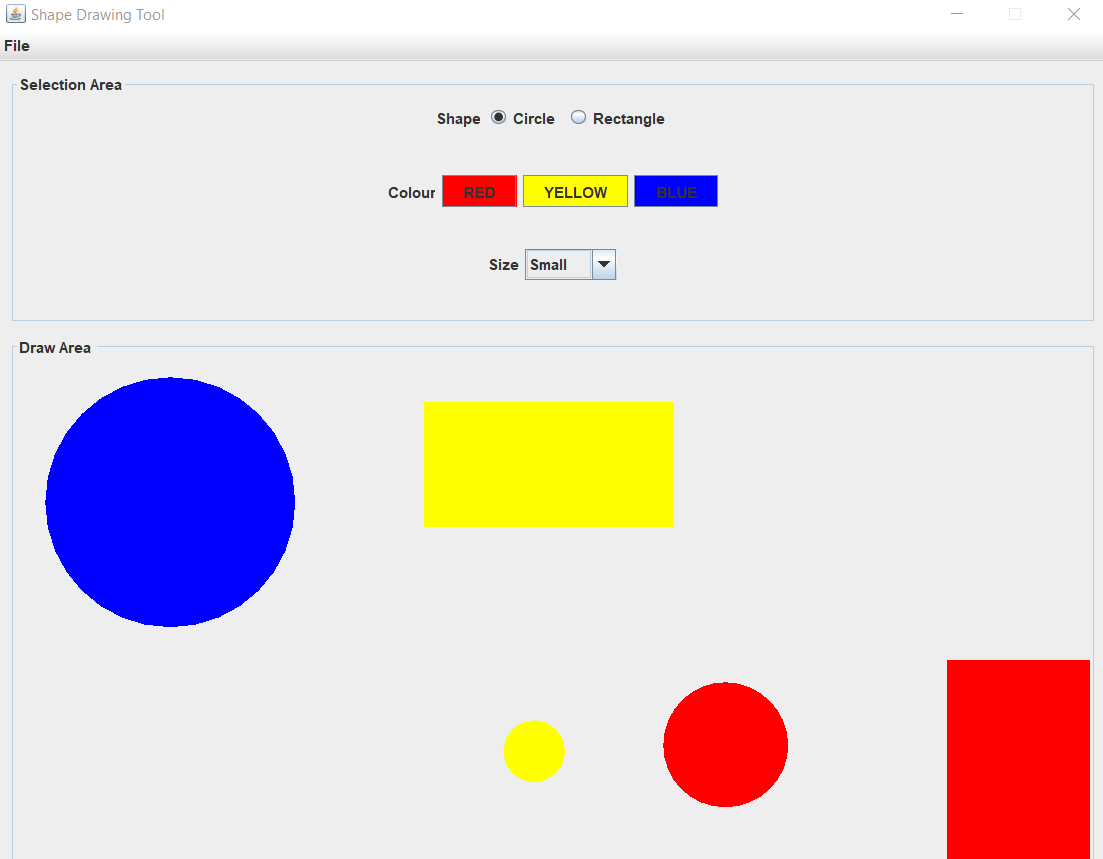 Shape Drawing Tool
File
Selection Area
Shape Circle Rectangle
Colour RED YELLOW BLUE
Size Small
Draw Area